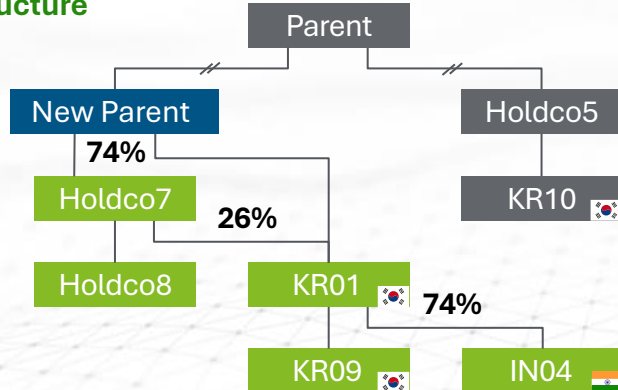 ucture
Parent
New Parent
Holdco5
74%
Holdco7
KR10
26%
Holdco8
KR01
74%
KR09
IN04